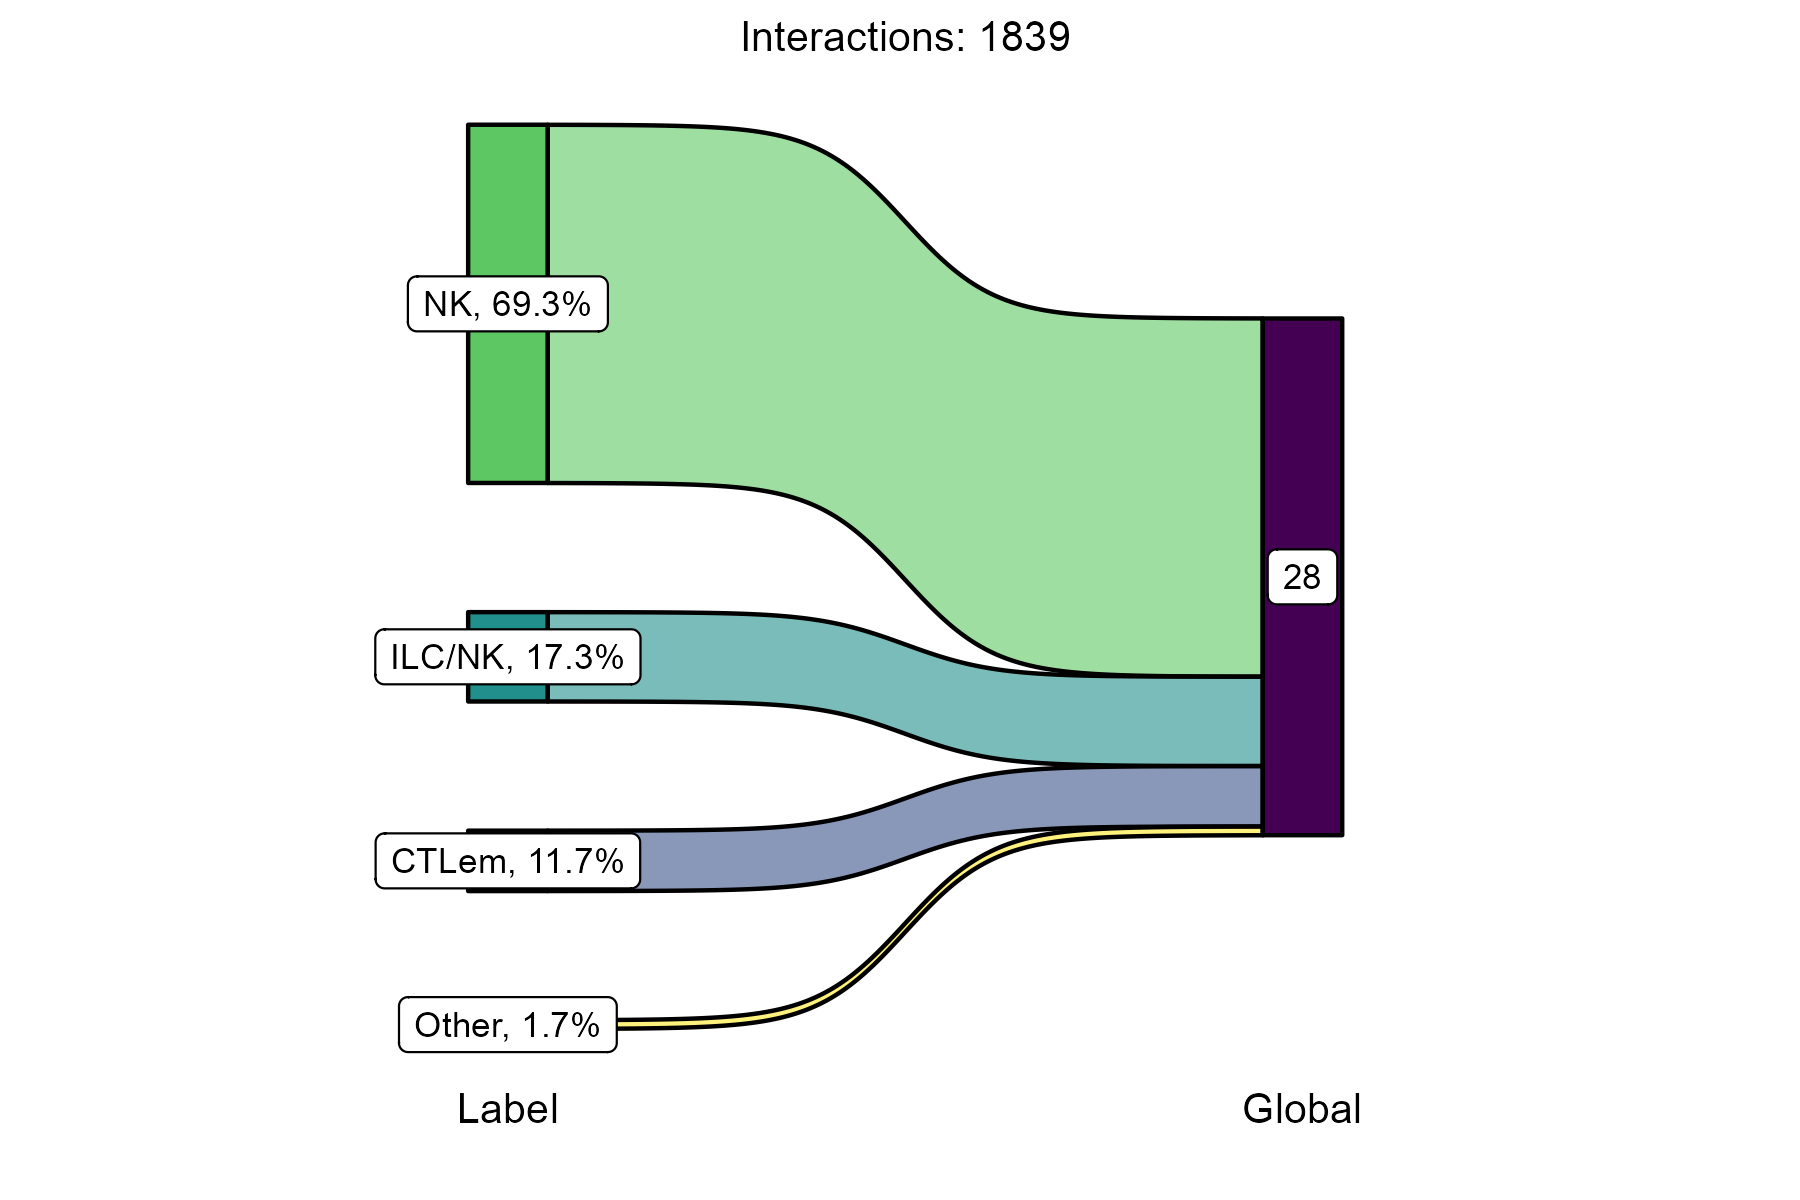 Interactions: 1839
NK, 69.3%
28
ILC/NK, 17.3%
CTLem, 11.7%
Other, 1.7%
Label
Global